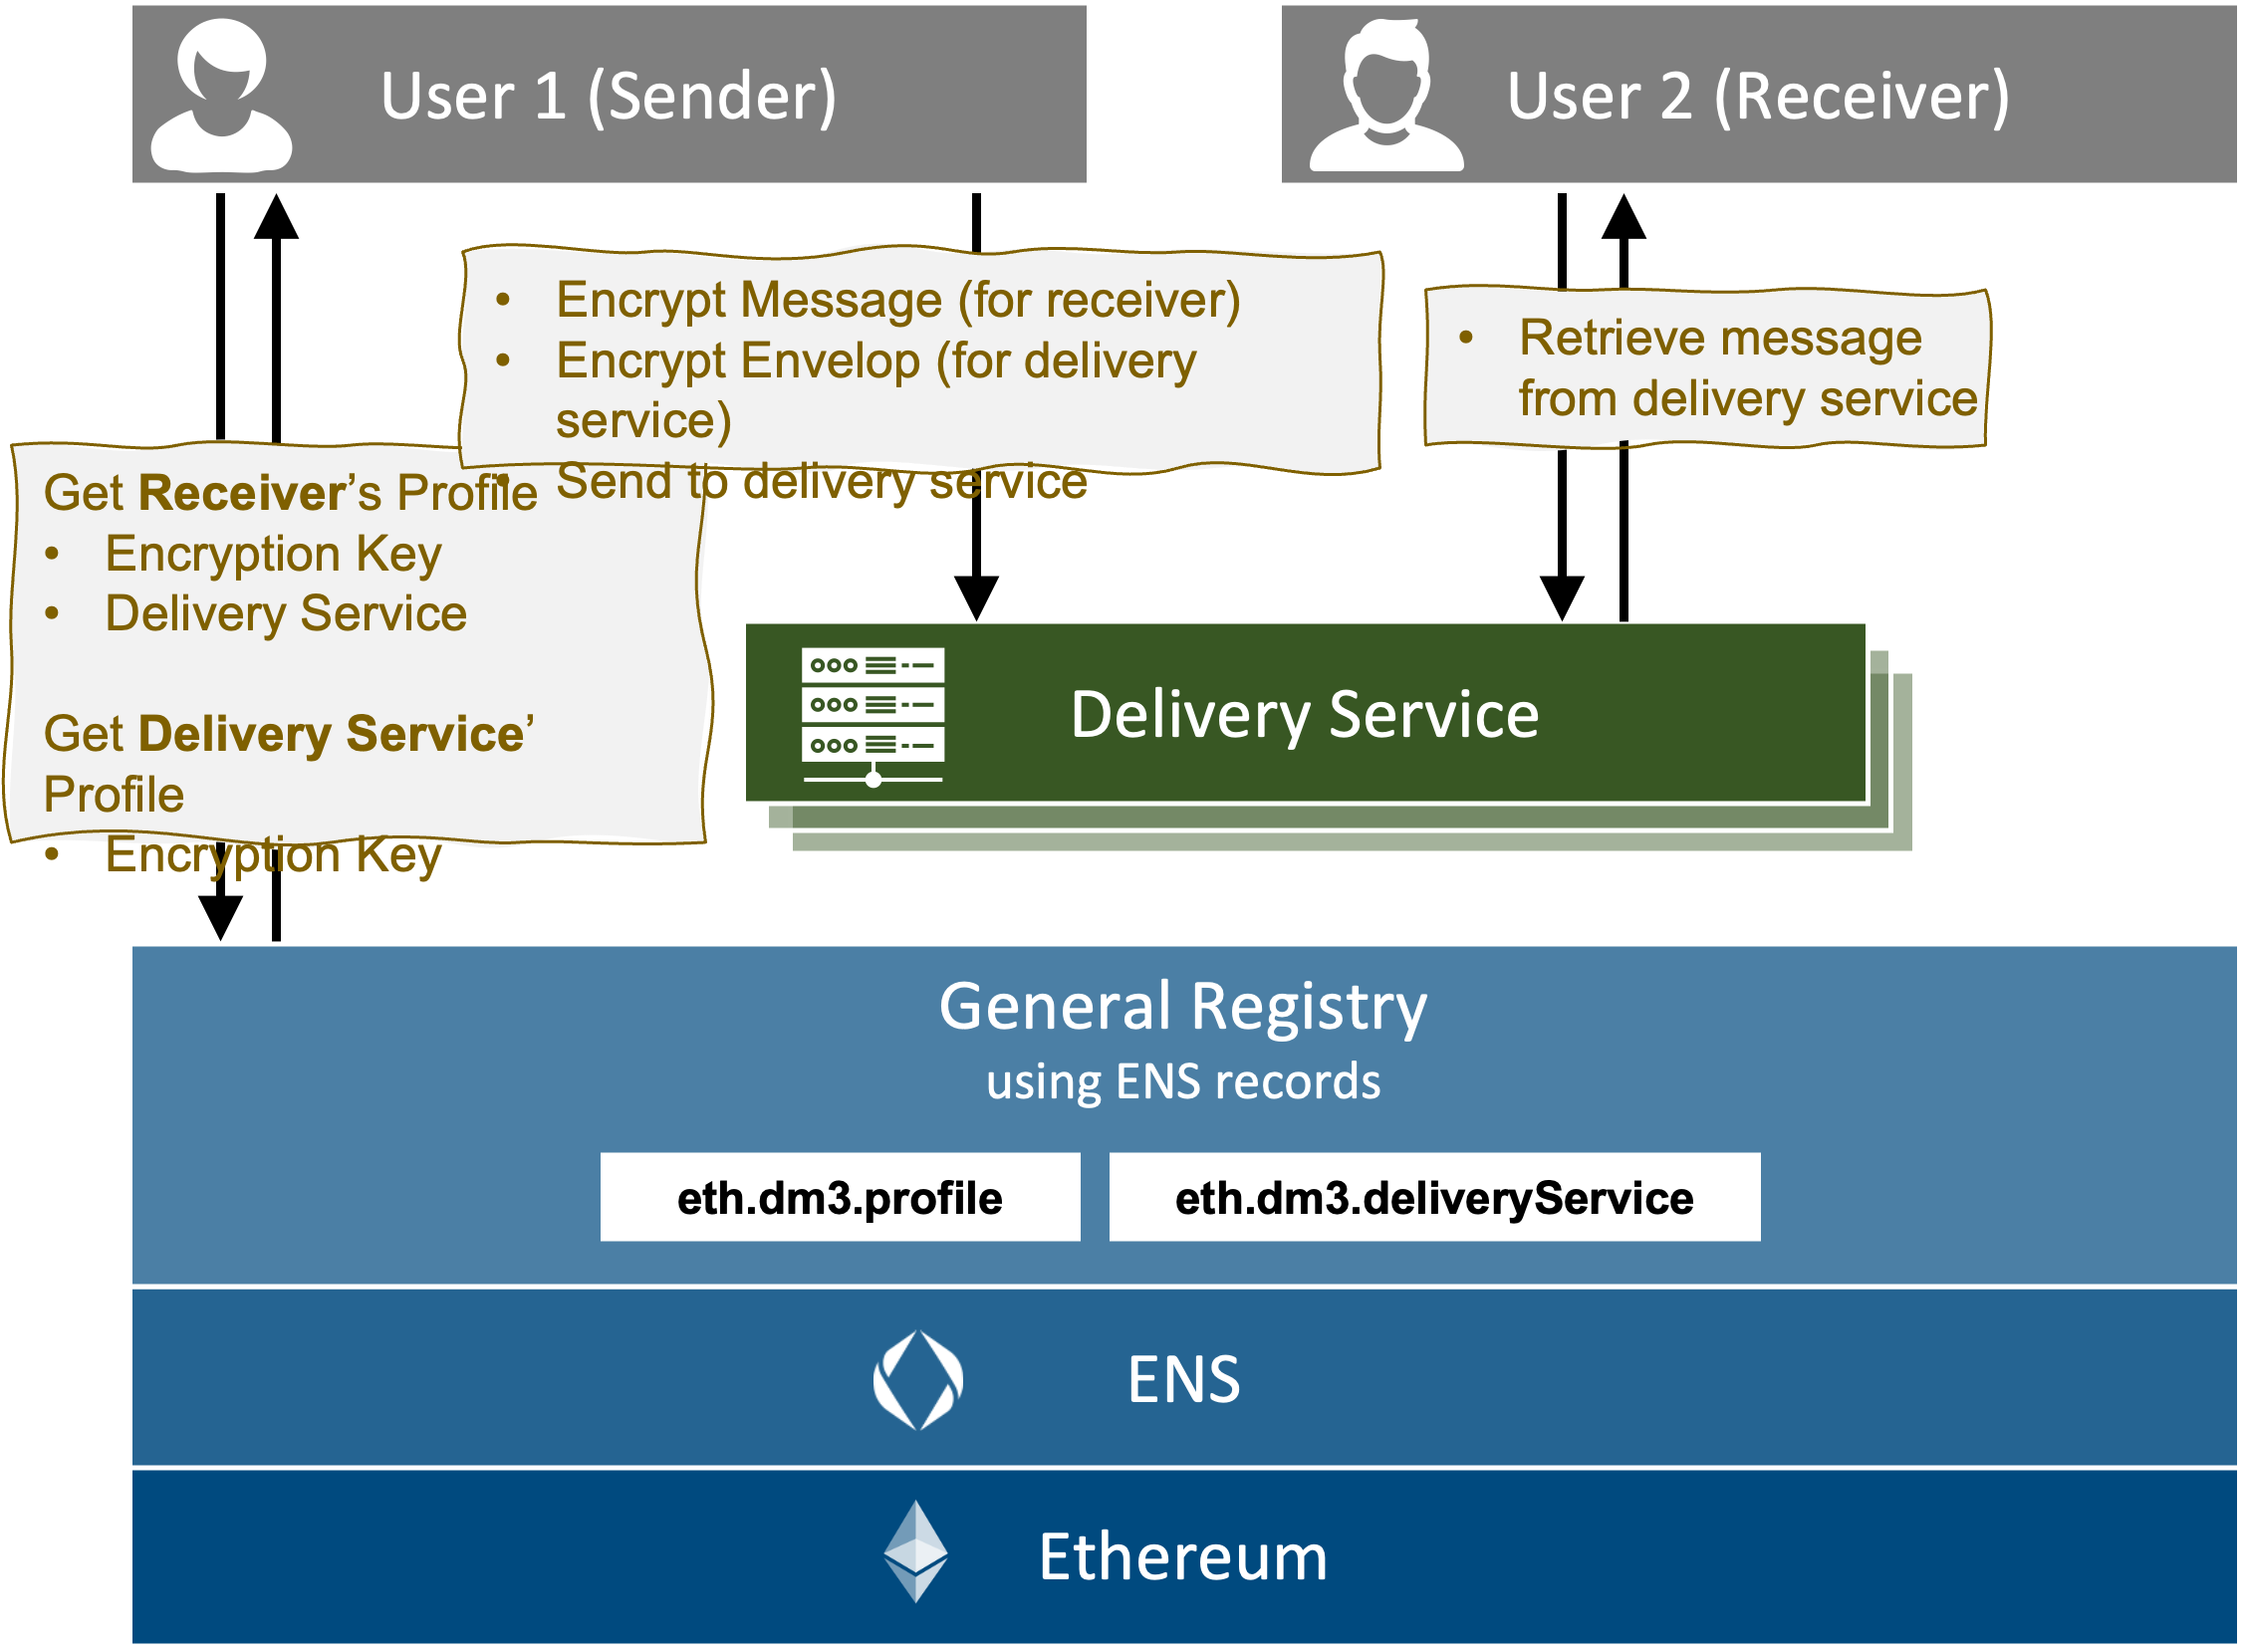 User 1 (Sender)
User 2 (Receiver)
• Encrypt Message (for receiver)
• Encrypt Envelop (for delivery
service)
• Send to delivery service
• Retrieve message
from delivery service
Get Receiver's Profile
• Encryption Key
• Delivery Service
Get Delivery Service'
Profile
• Encryption Key
Delivery Service
General Registry
using ENS records
eth.dm3.profile
eth.dm3.deliveryService
ENS
Ethereum